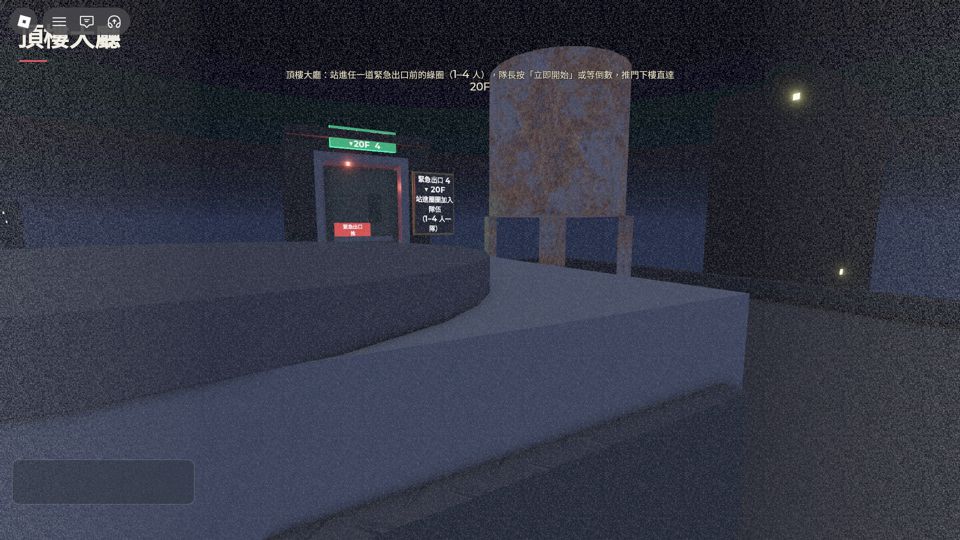 頂樓大廳
頂樓大廳：站進任一道緊急出口前的綠圈（1–4 人），隊長按「立即開始」或等倒數，推門下樓直達
20F
▼20F 4
緊急出口 4
▼ 20F
站進圈圈加入
隊伍
（1–4 人一
隊）
緊急出口
推